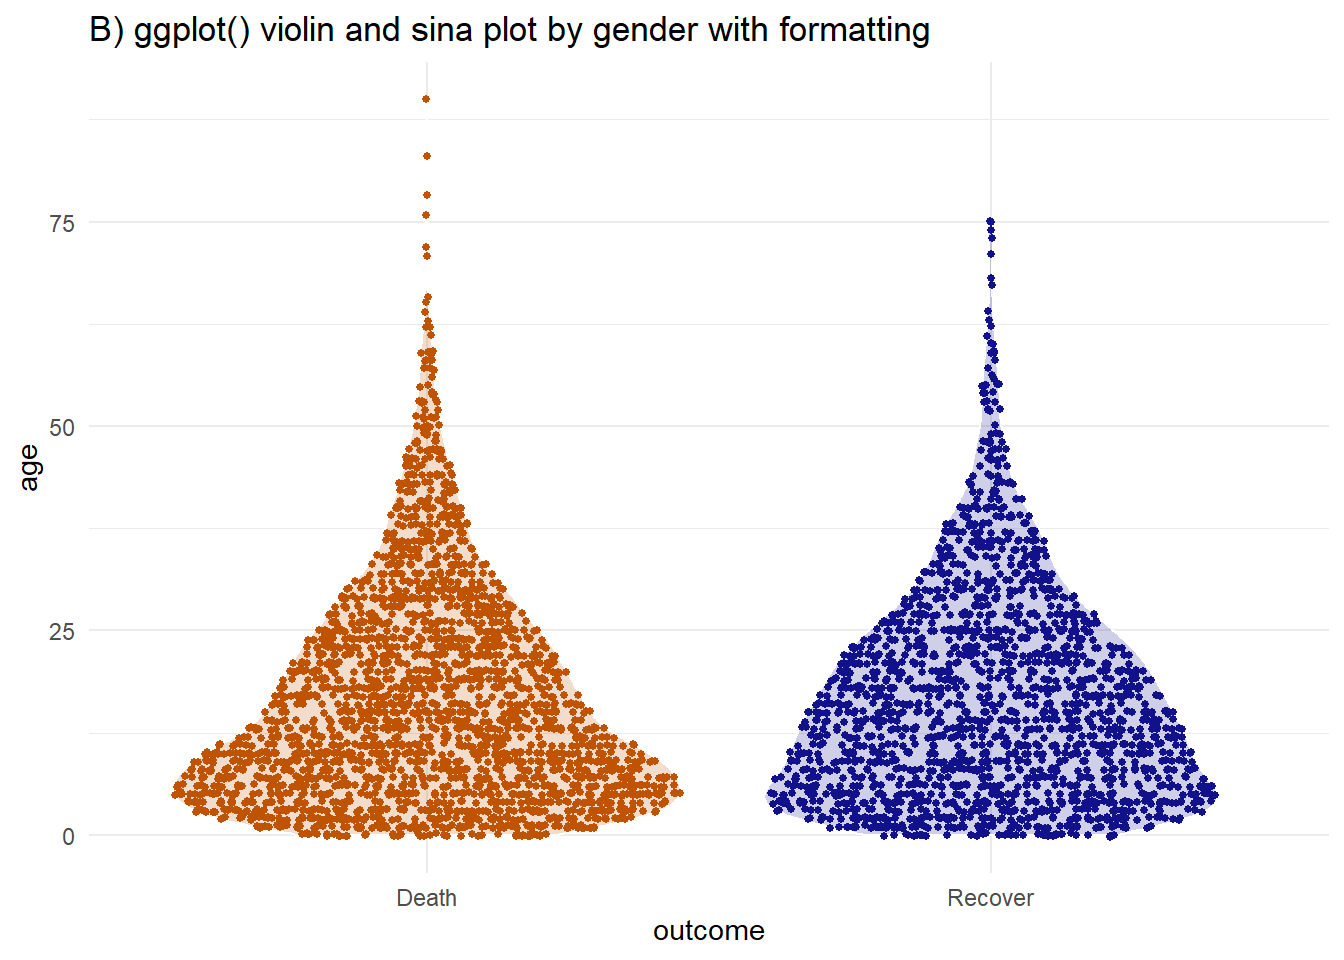 B) ggplot() violin and sina plot by gender with formatting
75
50
25
0
age
Death
Recover
outcome